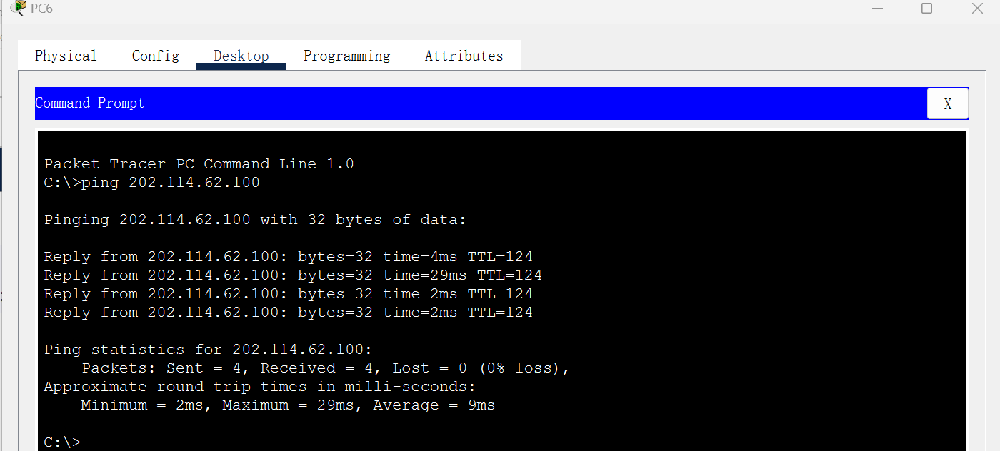 PC6
Physical Config Desktop Programming Attributes
Command Prompt X
Packet Tracer PC Command Line 1.0
C:\>ping 202.114.62.100
Pinging 202.114.62.100 with 32 bytes of data:
Reply from 202.114.62.100: bytes=32 time=4ms TTL=124
Reply from 202.114.62.100: bytes=32 time=29ms TTL=124
Reply from 202.114.62.100: bytes=32 time=2ms TTL=124
Reply from 202.114.62.100: bytes=32 time=2ms TTL=124
Ping statistics for 202.114.62.100:
    Packets: Sent = 4, Received = 4, Lost = 0 (0% loss),
Approximate round trip times in milli-seconds:
    Minimum = 2ms, Maximum = 29ms, Average = 9ms
C:\>